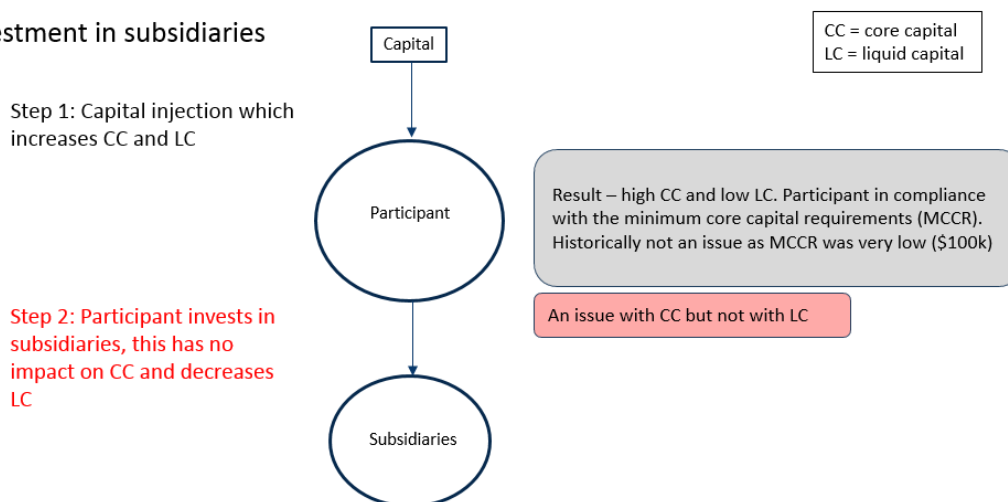 estment in subsidiaries
Capital
CC = core capital
LC = liquid capital
Step 1: Capital injection which
increases CC and LC
Participant
Result – high CC and low LC. Participant in compliance
with the minimum core capital requirements (MCCR).
Historically not an issue as MCCR was very low ($100k)
An issue with CC but not with LC
Step 2: Participant invests in
subsidiaries, this has no
impact on CC and decreases
LC
Subsidiaries